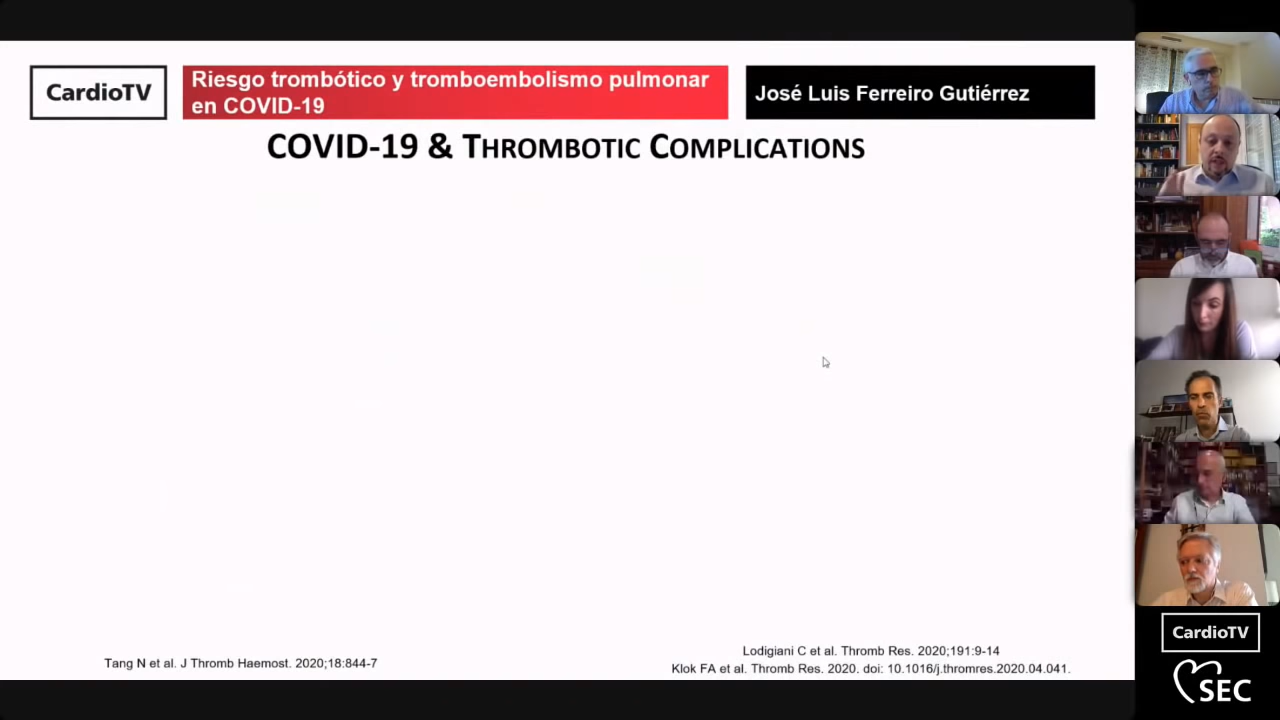 CardioTV
Riesgo trombótico y tromboembolismo pulmonar
en COVID-19
José Luis Ferreiro Gutiérrez
COVID-19 & THROMBOTIC COMPLICATIONS
Tang N et al. J Thromb Haemost. 2020;18:844-7
Lodigiani C et al. Thromb Res. 2020;191:9-14
Klok FA et al. Thromb Res. 2020. doi: 10.1016/j.thromres.2020.04.041.
CardioTV
SEC